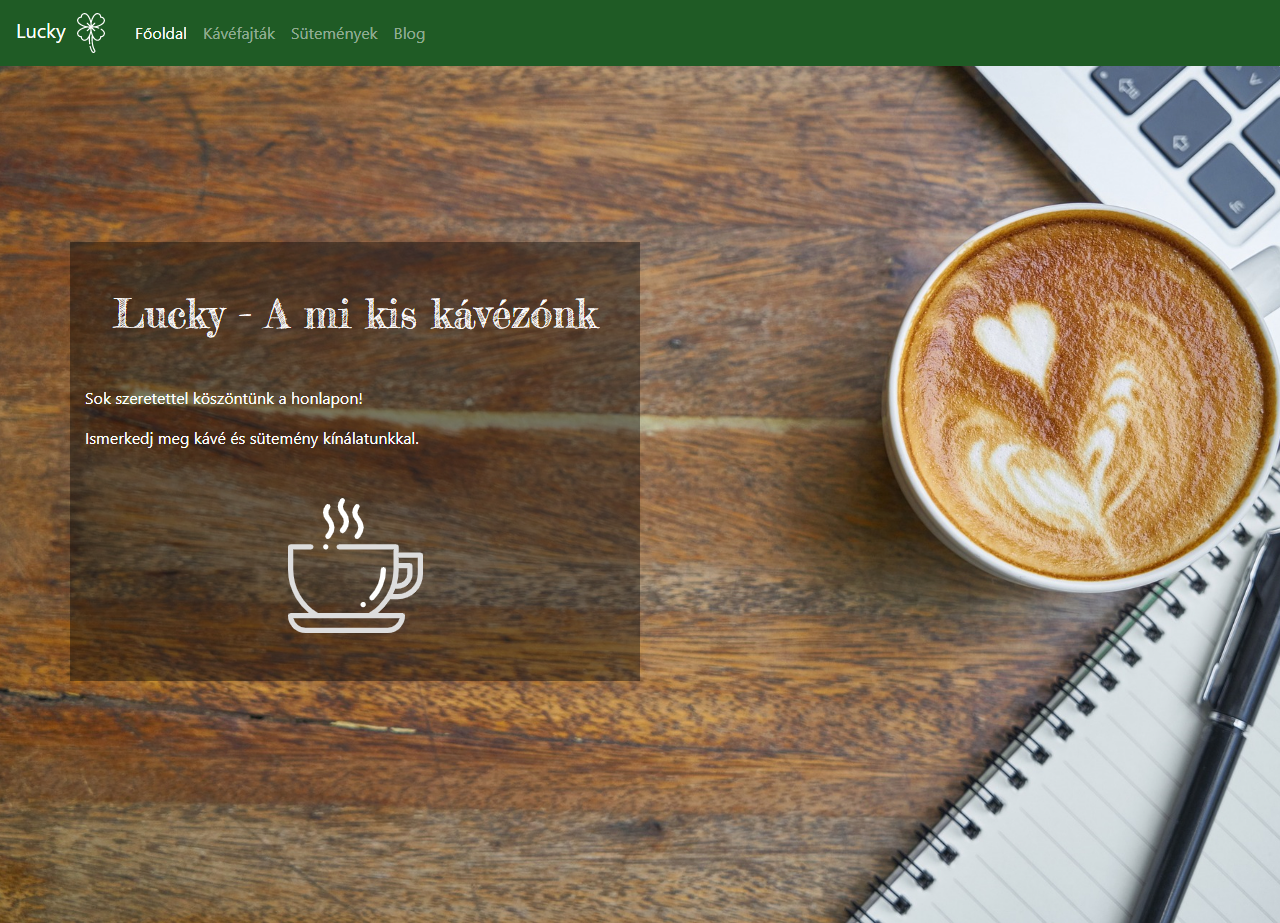 Lucky Főoldal Kávéfajták Sütemények Blog
Lucky - A mi kis kávézónk
Sok szeretettel köszöntünk a honlapon!
Ismerkedj meg kávé és sütemény kínálatunkkal.